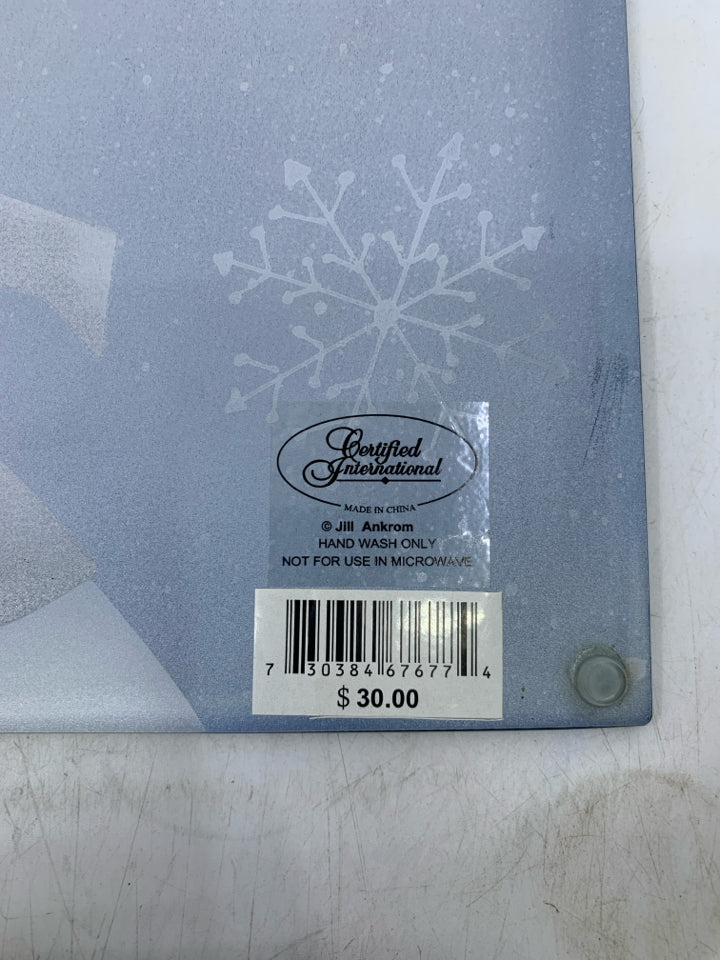 Certified
International
MADE IN CHINA
© Jill Ankrom
HAND WASH ONLY
NOT FOR USE IN MICROWAVE
7 30384 67677 4
$ 30.00